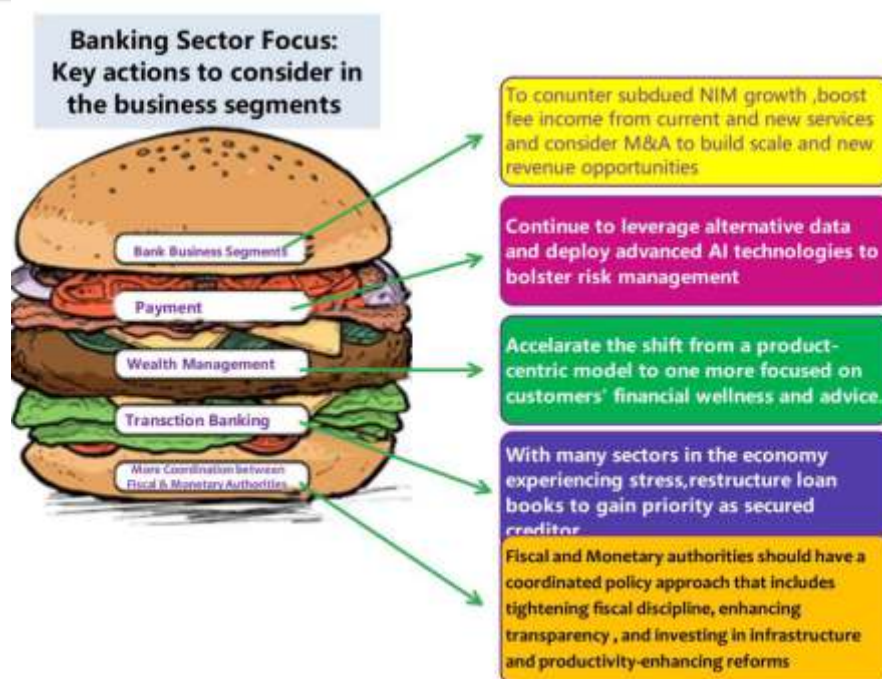 Banking Sector Focus:
Key actions to consider in
the business segments
Bank Business Segments
Payment
Wealth Management
Transction Banking
More Coordination between
Fiscal & Monetary Authorities
To conunter subdued NIM growth ,boost
fee income from current and new services
and consider M&A to build scale and new
revenue opportunities
Continue to leverage alternative data
and deploy advanced AI technologies to
bolster risk management
Accelarate the shift from a product-
centric model to one more focused on
customers' financial wellness and advice.
With many sectors in the economy
experiencing stress,restructure loan
books to gain priority as secured
creditor
Fiscal and Monetary authorities should have a
coordinated policy approach that includes
tightening fiscal discipline, enhancing
transparency , and investing in infrastructure
and productivity-enhancing reforms